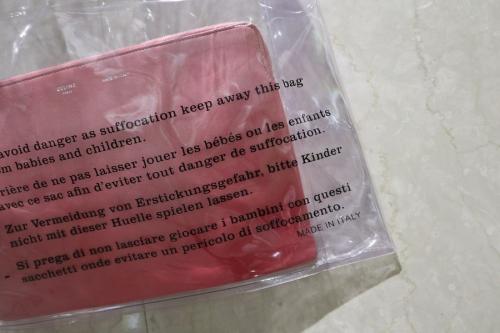 CÉLINE
avoid danger as suffocation keep away this bag
om babies and children.
rière de ne pas laisser jouer les bébés ou les enfants
avec ce sac afin d'eviter tout danger de suffocation.
Zur Vermeidung von Erstickungsgefahr, bitte Kinder
nicht mit dieser Huelle spielen lassen.
- Si prega di non lasciare giocare i bambini con questi
sacchetti onde evitare un pericolo di soffocamento.
MADE IN ITALY